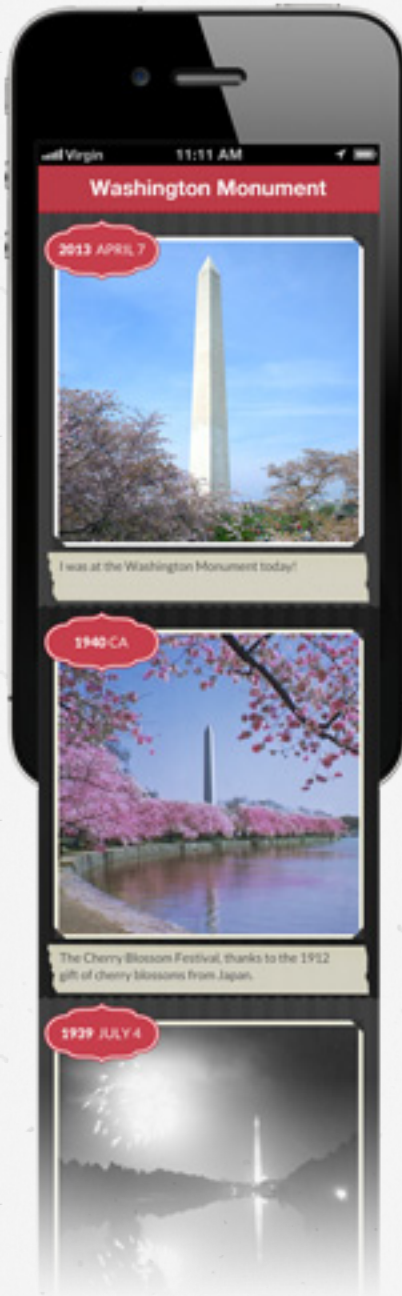 Virgin 11:11 AM
Washington Monument
2013 APRIL 7
I was at the Washington Monument today!
1940 CA
The Cherry Blossom Festival, thanks to the 1912
gift of cherry blossoms from Japan.
1939 JULY 4